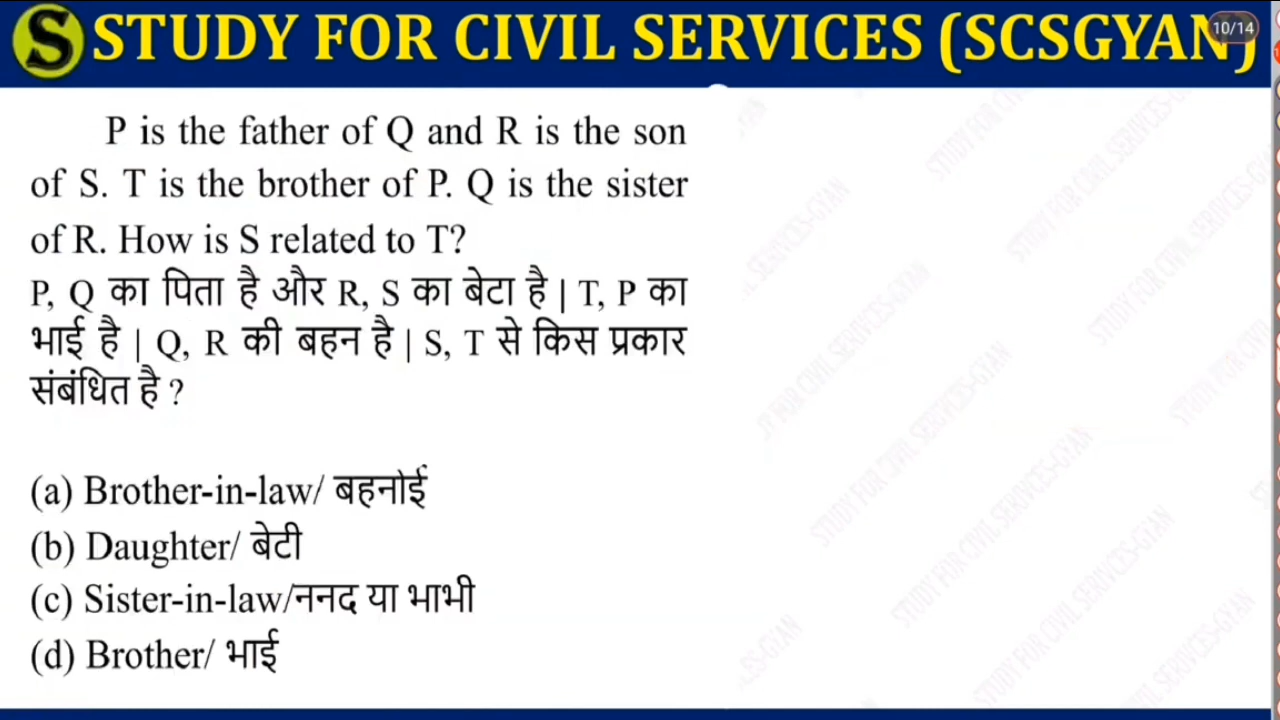 S STUDY FOR CIVIL SERVICES (SCSGYAN)
10/14
P is the father of Q and R is the son
of S. T is the brother of P. Q is the sister
of R. How is S related to T?
P, Q का पिता है और R, S का बेटा है | T, P का
भाई है | Q, R की बहन है | S, T से किस प्रकार
संबंधित है ?
(a) Brother-in-law/ बहनोई
(b) Daughter/ बेटी
(c) Sister-in-law/ननद या भाभी
(d) Brother/ भाई